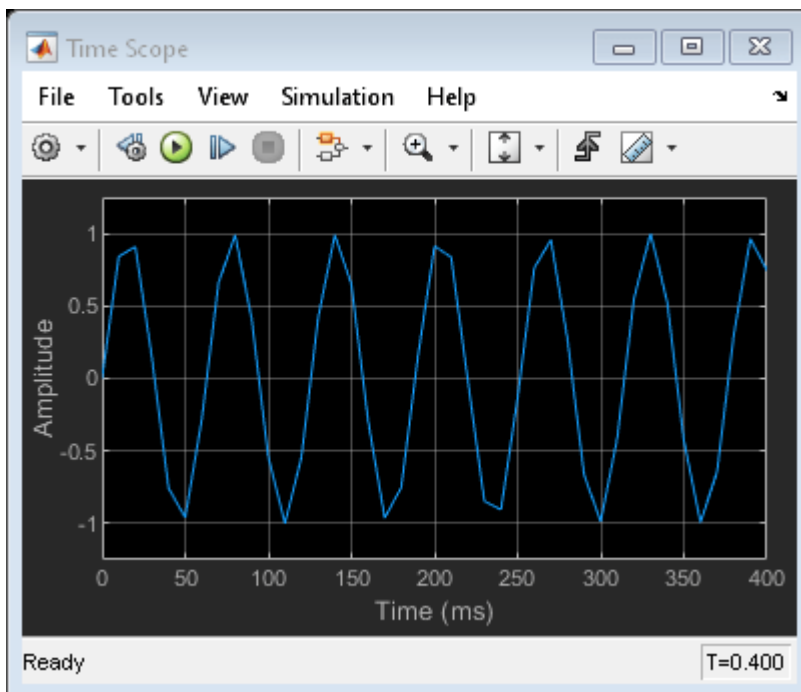 Time Scope
File Tools View Simulation Help
1
0.5
0
-0.5
-1
Amplitude
0 50 100 150 200 250 300 350 400
Time (ms)
Ready T=0.400